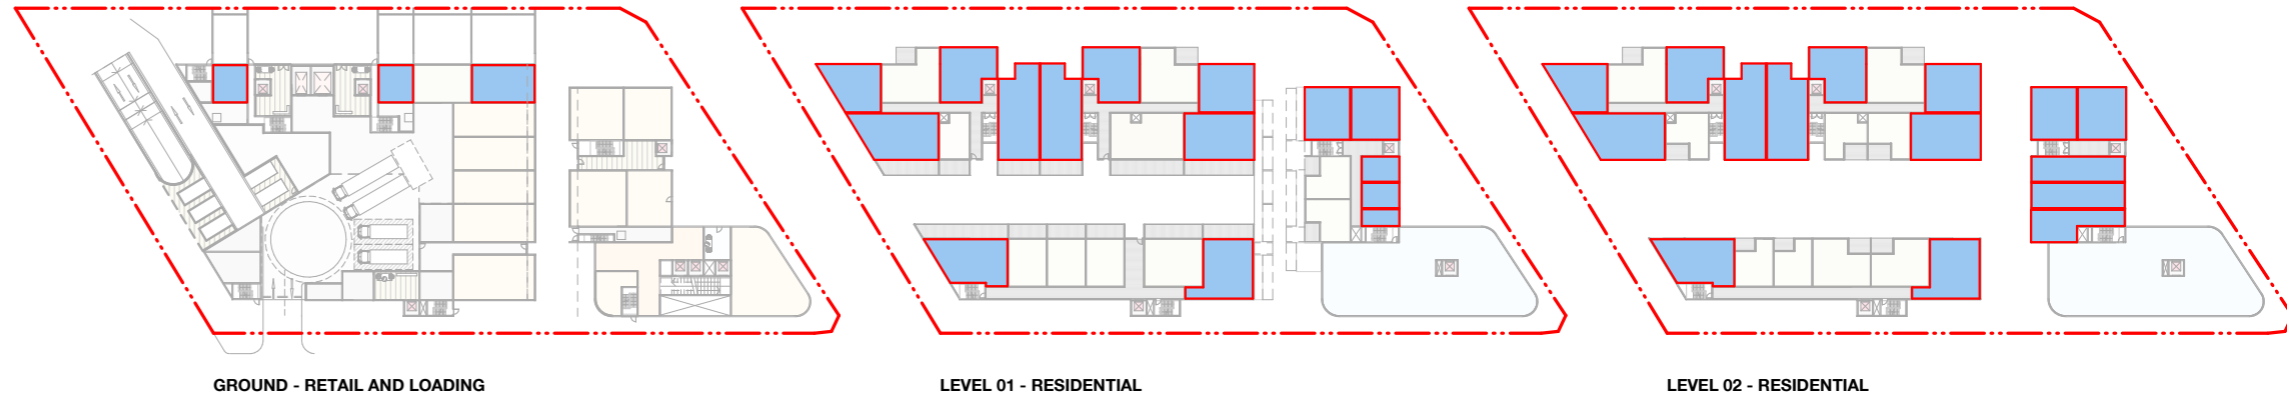 GROUND - RETAIL AND LOADING
LEVEL 01 - RESIDENTIAL
LEVEL 02 - RESIDENTIAL